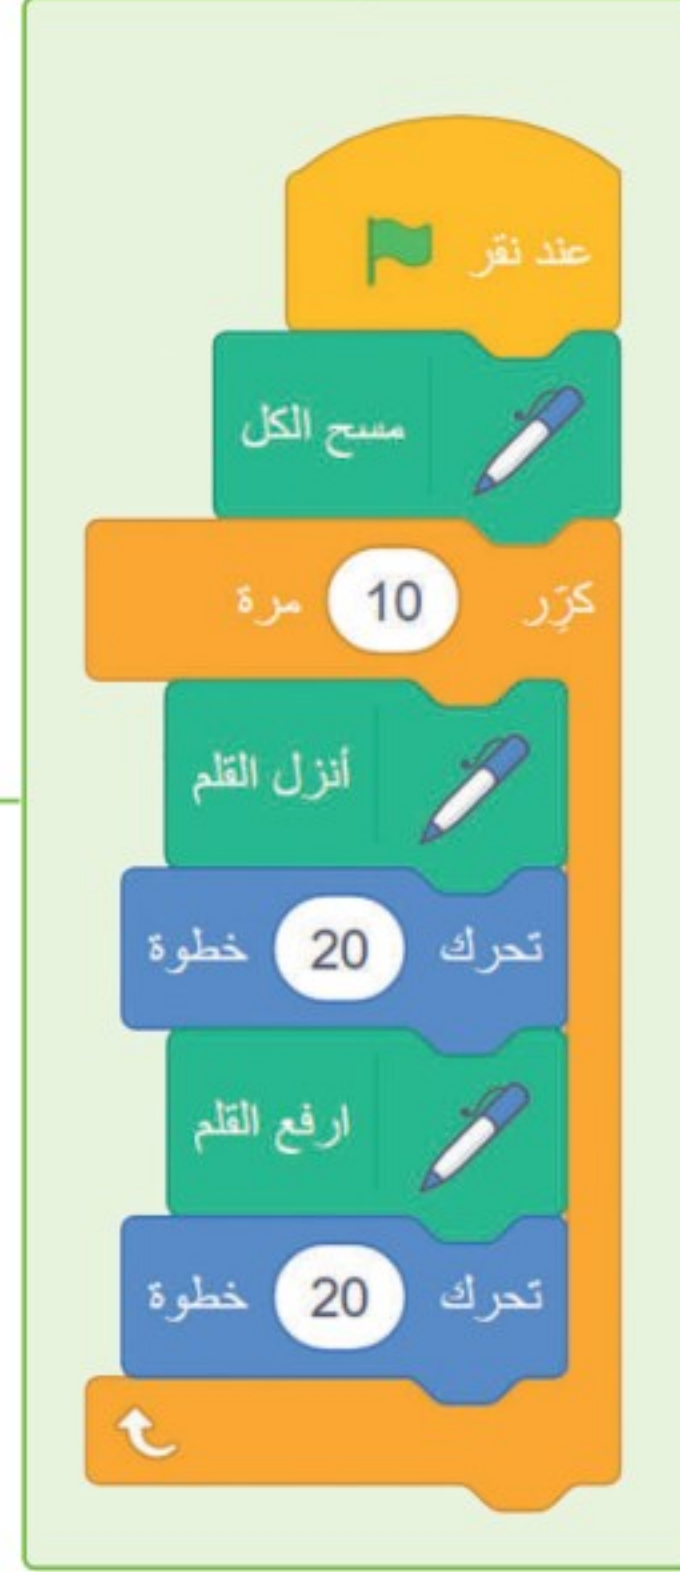 عند نقر
مسح الكل
كرِّر 10 مرة
أنزل القلم
تحرك 20 خطوة
ارفع القلم
تحرك 20 خطوة